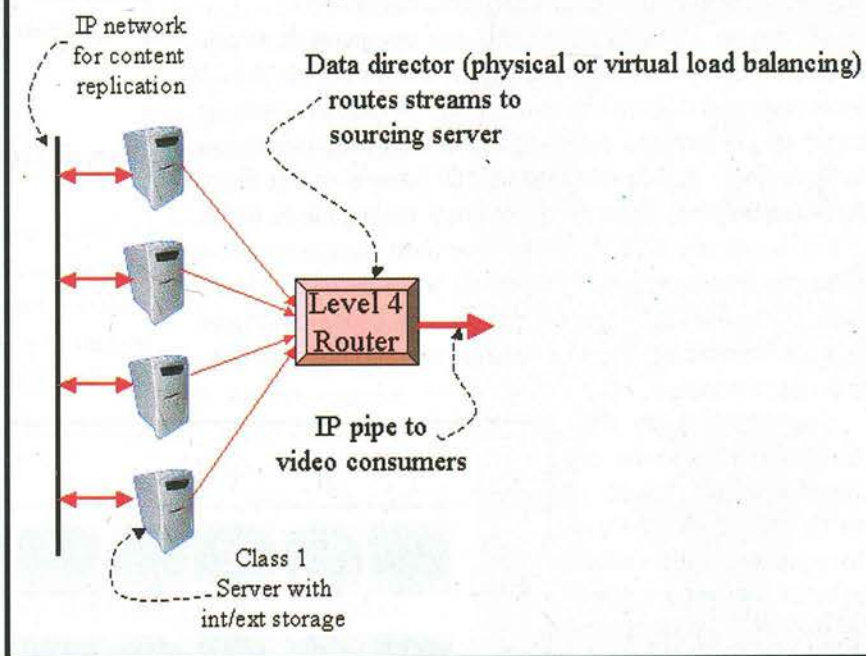 IP network
for content
replication
Data director (physical or virtual load balancing)
routes streams to
sourcing server
Level 4
Router
IP pipe to
video consumers
Class 1
Server with
int/ext storage